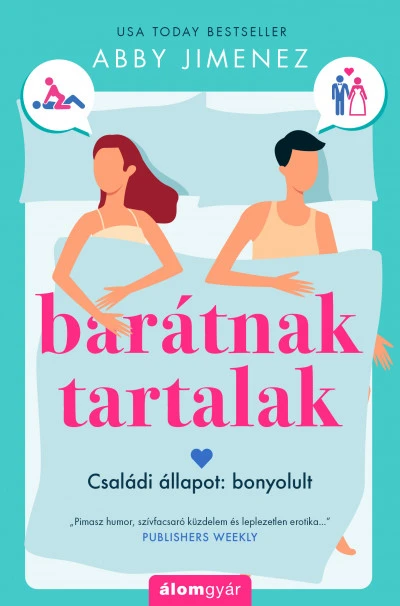 USA TODAY BESTSELLER
ABBY JIMENEZ
barátnak
tartalak
Családi állapot: bonyolult
„Pimasz humor, szívfacsaró küzdelem és leplezetlen erotika...”
PUBLISHERS WEEKLY
álomgyár